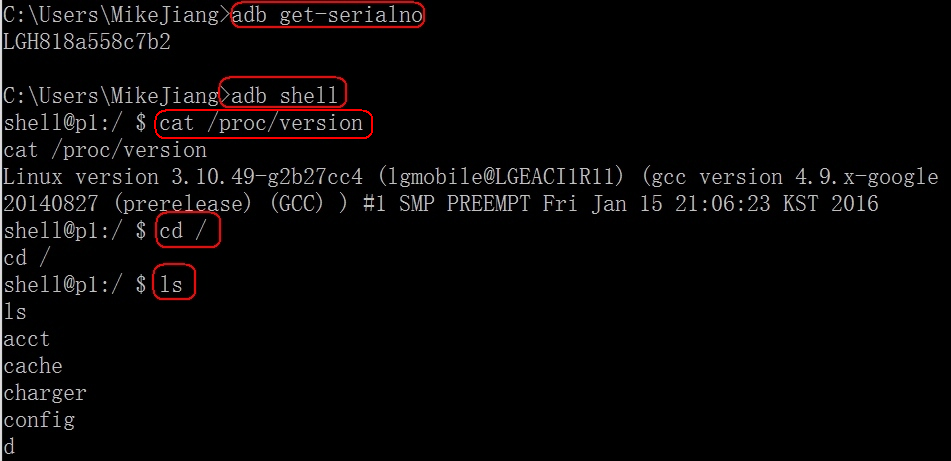 C:\Users\MikeJiang>adb get-serialno
LGH818a558c7b2
C:\Users\MikeJiang>adb shell
shell@p1:/ $ cat /proc/version
cat /proc/version
Linux version 3.10.49-g2b27cc4 (lgmobile@LGEACI1R11) (gcc version 4.9.x-google
20140827 (prerelease) (GCC) ) #1 SMP PREEMPT Fri Jan 15 21:06:23 KST 2016
shell@p1:/ $ cd /
cd /
shell@p1:/ $ ls
ls
acct
cache
charger
config
d